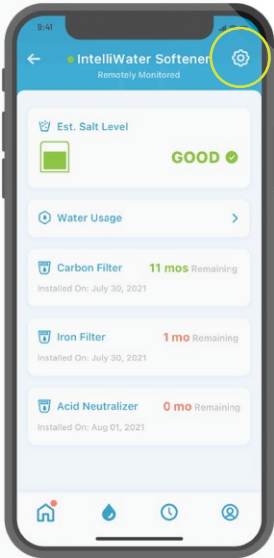 9:41
IntelliWater Softener
Remotely Monitored
Est. Salt Level
GOOD
Water Usage
Carbon Filter 11 mos Remaining
Installed On: July 30, 2021
Iron Filter 1 mo Remaining
Installed On: July 30, 2021
Acid Neutralizer 0 mo Remaining
Installed On: Aug 01, 2021